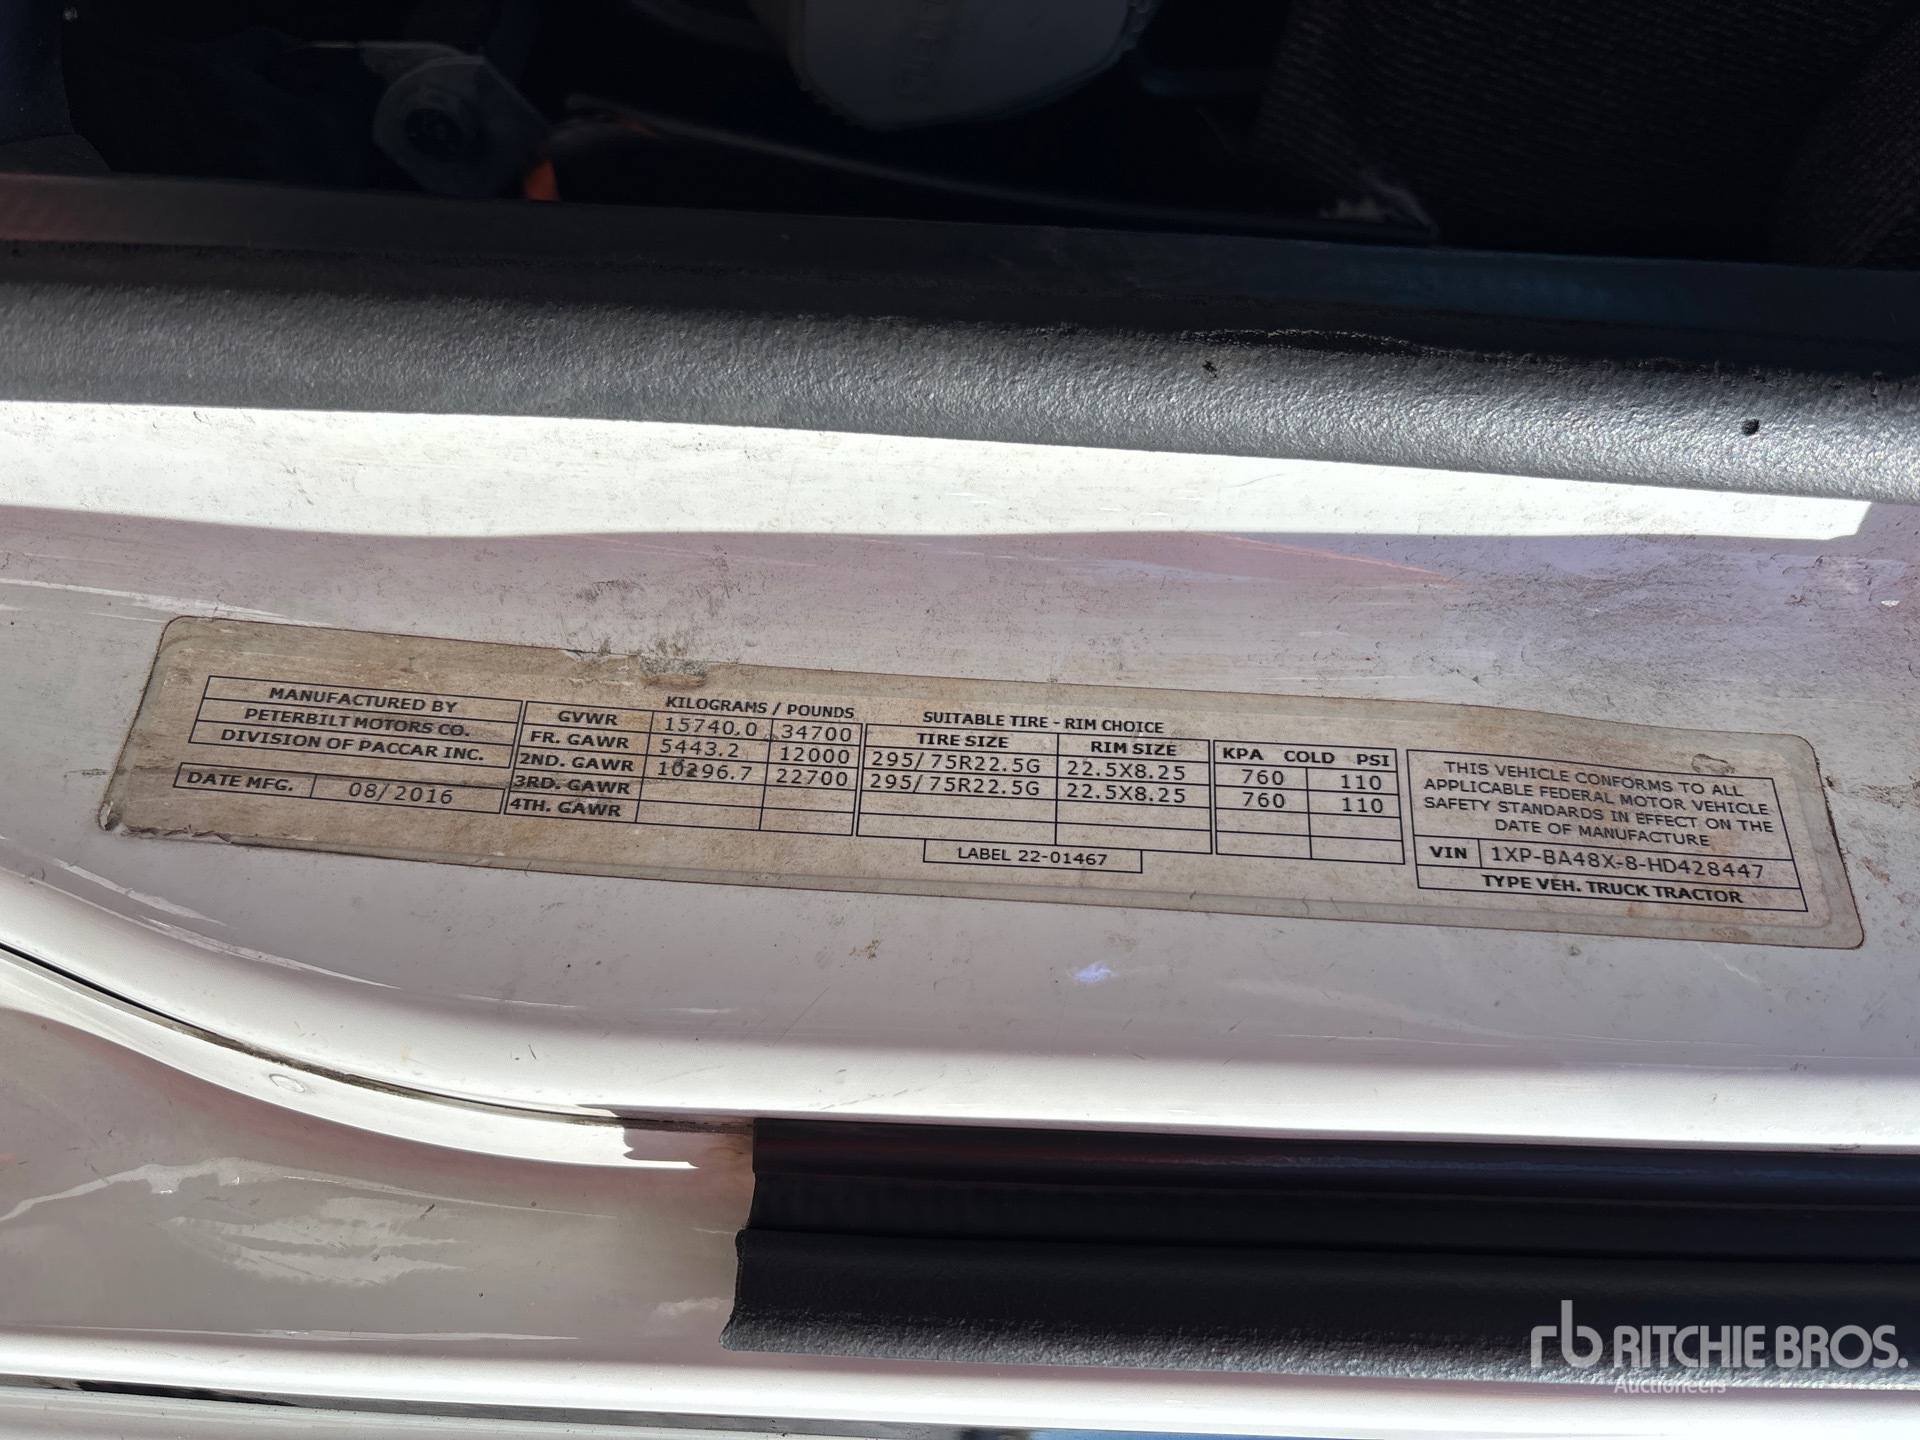 MANUFACTURED BY
PETERBILT MOTORS CO.
DIVISION OF PACCAR INC.
DATE MFG. 08/2016
KILOGRAMS / POUNDS
GVWR 15740.0 34700
FR. GAWR 5443.2 12000
2ND. GAWR 10296.7 22700
3RD. GAWR
4TH. GAWR
SUITABLE TIRE - RIM CHOICE
TIRE SIZE RIM SIZE
295/75R22.5G 22.5X8.25
295/75R22.5G 22.5X8.25
KPA COLD PSI
760 110
760 110
LABEL 22-01467
THIS VEHICLE CONFORMS TO ALL
APPLICABLE FEDERAL MOTOR VEHICLE
SAFETY STANDARDS IN EFFECT ON THE
DATE OF MANUFACTURE
VIN 1XP-BA48X-8-HD428447
TYPE VEH. TRUCK TRACTOR
rb RITCHIE BROS.
Auctioneers